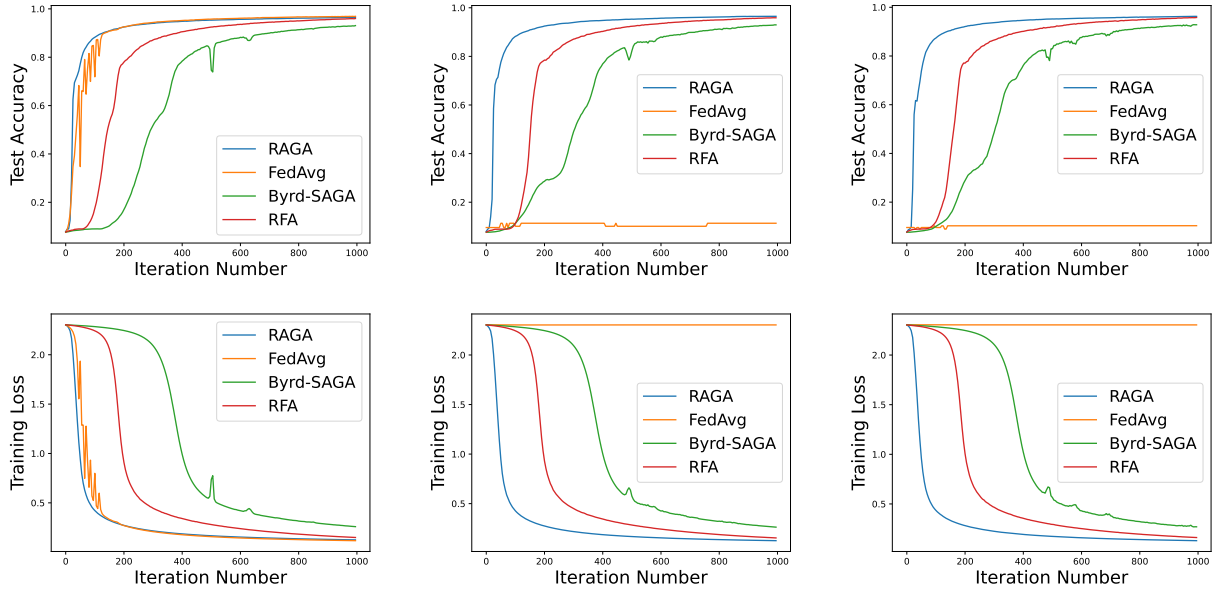 1.0
0.8
0.6
0.4
0.2
Test Accuracy
RAGA
FedAvg
Byrd-SAGA
RFA
0 200 400 600 800 1000
Iteration Number
1.0
0.8
0.6
0.4
0.2
Test Accuracy
RAGA
FedAvg
Byrd-SAGA
RFA
0 200 400 600 800 1000
Iteration Number
1.0
0.8
0.6
0.4
0.2
Test Accuracy
RAGA
FedAvg
Byrd-SAGA
RFA
0 200 400 600 800 1000
Iteration Number
2.0
1.5
1.0
0.5
Training Loss
RAGA
FedAvg
Byrd-SAGA
RFA
0 200 400 600 800 1000
Iteration Number
2.0
1.5
1.0
0.5
Training Loss
RAGA
FedAvg
Byrd-SAGA
RFA
0 200 400 600 800 1000
Iteration Number
2.0
1.5
1.0
0.5
Training Loss
RAGA
FedAvg
Byrd-SAGA
RFA
0 200 400 600 800 1000
Iteration Number